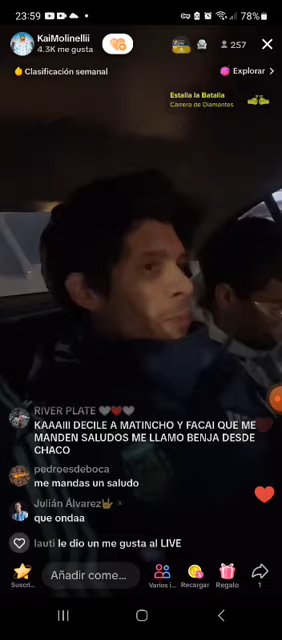 23:59
78%
KaiMolinellii
4.3K me gusta
257
Clasificación semanal
Explorar
Estalla la Batalla
Carrera de Diamantes
RIVER PLATE
KAAAIII DECILE A MATINCHO Y FACAI QUE ME
MANDEN SALUDOS ME LLAMO BENJA DESDE
CHACO
pedroesdeboca
me mandas un saludo
Julián Álvarez
que ondaa
lauti le dio un me gusta al LIVE
Suscri...
Añadir come...
Varios i...
Recargar
Regalo
1